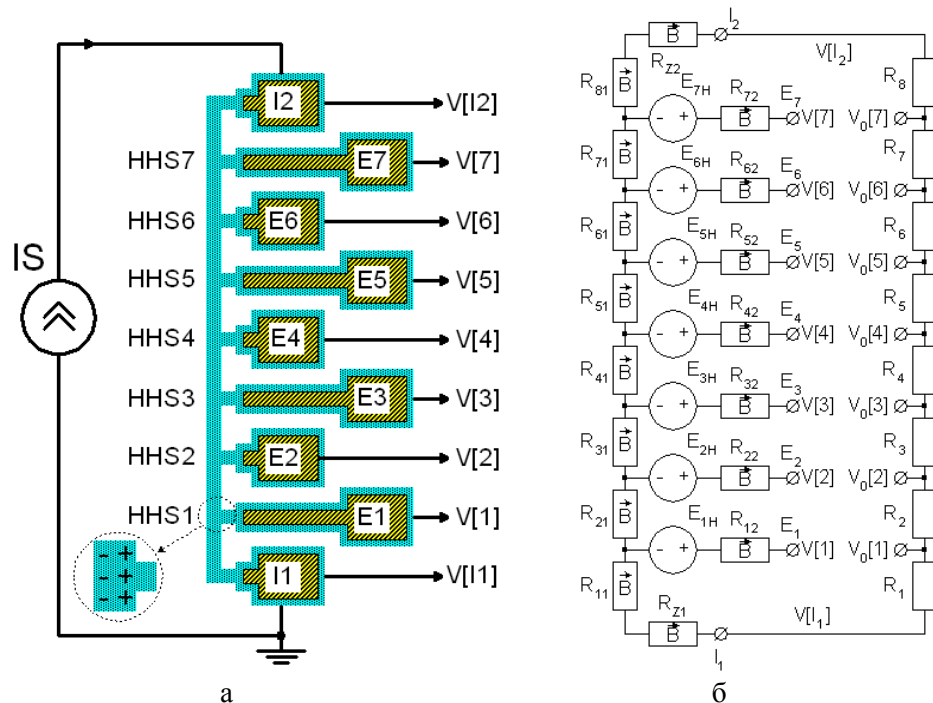 I2
V[I2]
HHS7
E7
V[7]
HHS6
E6
V[6]
IS
HHS5
E5
V[5]
HHS4
E4
V[4]
HHS3
E3
V[3]
HHS2
E2
V[2]
HHS1
E1
V[1]
- +
- +
- +
I1
V[I1]
а
I₂
B
R_Z2
V[I₂]
R₈₁
B
E₇H
R₇₂
E₇
R₈
- +
B
V[7]
V₀[7]
R₇₁
B
E₆H
R₆₂
E₆
R₇
- +
B
V[6]
V₀[6]
R₆₁
B
E₅H
R₅₂
E₅
R₆
- +
B
V[5]
V₀[5]
R₅₁
B
E₄H
R₄₂
E₄
R₅
- +
B
V[4]
V₀[4]
R₄₁
B
E₃H
R₃₂
E₃
R₄
- +
B
V[3]
V₀[3]
R₃₁
B
E₂H
R₂₂
E₂
R₃
- +
B
V[2]
V₀[2]
R₂₁
B
E₁H
R₁₂
E₁
R₂
- +
B
V[1]
V₀[1]
R₁₁
B
R₁
R_Z1
B
V[I₁]
I₁
б